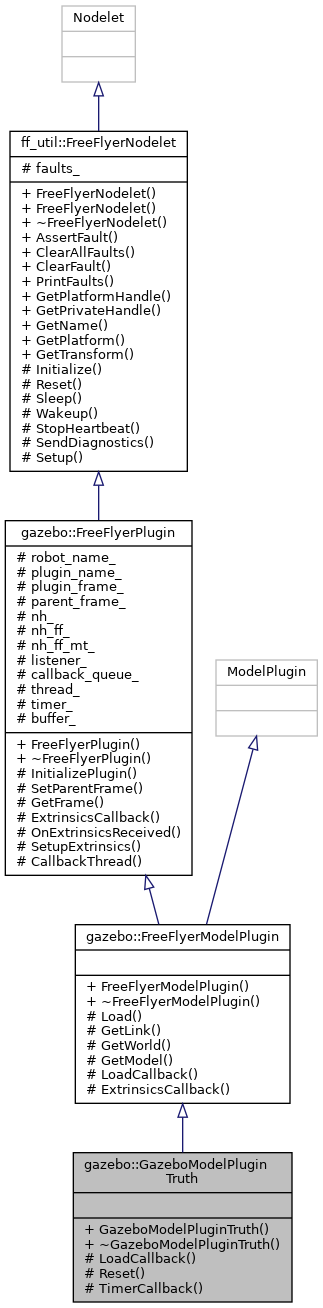 Nodelet
ff_util::FreeFlyerNodelet
# faults_
+ FreeFlyerNodelet()
+ FreeFlyerNodelet()
+ ~FreeFlyerNodelet()
+ AssertFault()
+ ClearAllFaults()
+ ClearFault()
+ PrintFaults()
+ GetPlatformHandle()
+ GetPrivateHandle()
+ GetName()
+ GetPlatform()
+ GetTransform()
# Initialize()
# Reset()
# Sleep()
# Wakeup()
# StopHeartbeat()
# SendDiagnostics()
# Setup()
gazebo::FreeFlyerPlugin
# robot_name_
# plugin_name_
# plugin_frame_
# parent_frame_
# nh_
# nh_ff_
# nh_ff_mt_
# listener_
# callback_queue_
# thread_
# timer_
# buffer_
+ FreeFlyerPlugin()
+ ~FreeFlyerPlugin()
# InitializePlugin()
# SetParentFrame()
# GetFrame()
# ExtrinsicsCallback()
# OnExtrinsicsReceived()
# SetupExtrinsics()
# CallbackThread()
ModelPlugin
gazebo::FreeFlyerModelPlugin
+ FreeFlyerModelPlugin()
+ ~FreeFlyerModelPlugin()
# Load()
# GetLink()
# GetWorld()
# GetModel()
# LoadCallback()
# ExtrinsicsCallback()
gazebo::GazeboModelPlugin
Truth
+ GazeboModelPluginTruth()
+ ~GazeboModelPluginTruth()
# LoadCallback()
# Reset()
# TimerCallback()